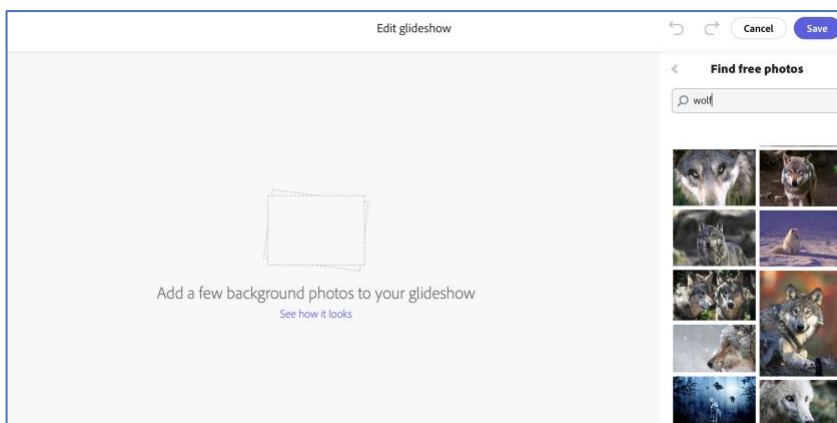 Edit glideshow
Cancel
Save
Find free photos
wolf
Add a few background photos to your glideshow
See how it looks